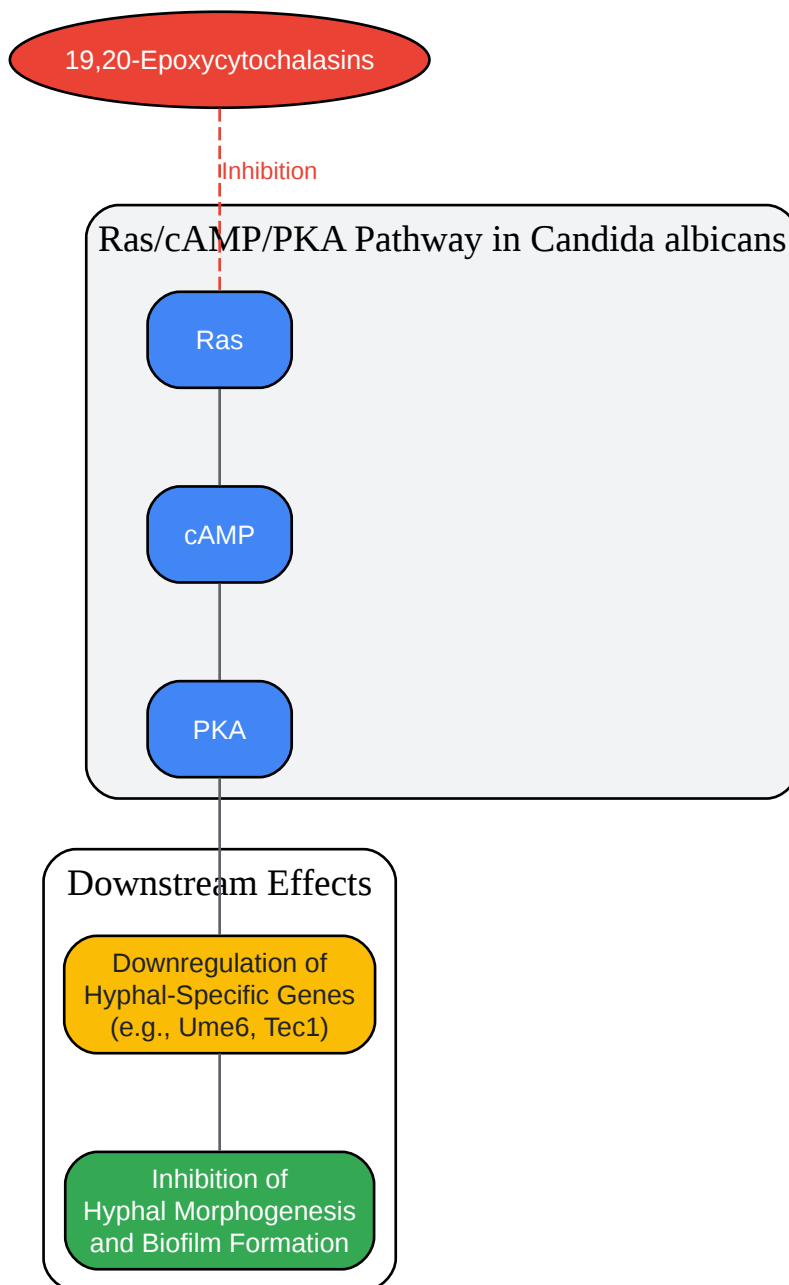 19,20-Epoxycytochalasins
Inhibition
Ras/cAMP/PKA Pathway in Candida albicans
Ras
cAMP
PKA
Downstream Effects
Downregulation of
Hyphal-Specific Genes
(e.g., Ume6, Tec1)
Inhibition of
Hyphal Morphogenesis
and Biofilm Formation